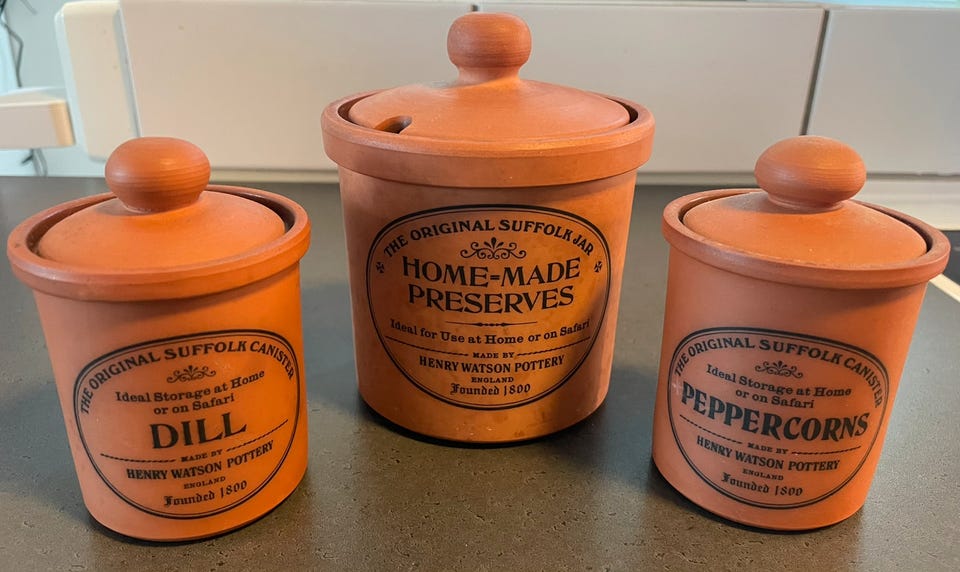 THE ORIGINAL SUFFOLK CANISTER
Ideal Storage at Home
or on Safari
DILL
MADE BY
HENRY WATSON POTTERY
ENGLAND
Founded 1800
THE ORIGINAL SUFFOLK JAR
HOME=MADE
PRESERVES
Ideal for Use at Home or on Safari
MADE BY
HENRY WATSON POTTERY
ENGLAND
Founded 1800
THE ORIGINAL SUFFOLK CANISTER
Ideal Storage at Home
or on Safari
PEPPERCORNS
MADE BY
HENRY WATSON POTTERY
ENGLAND
Founded 1800